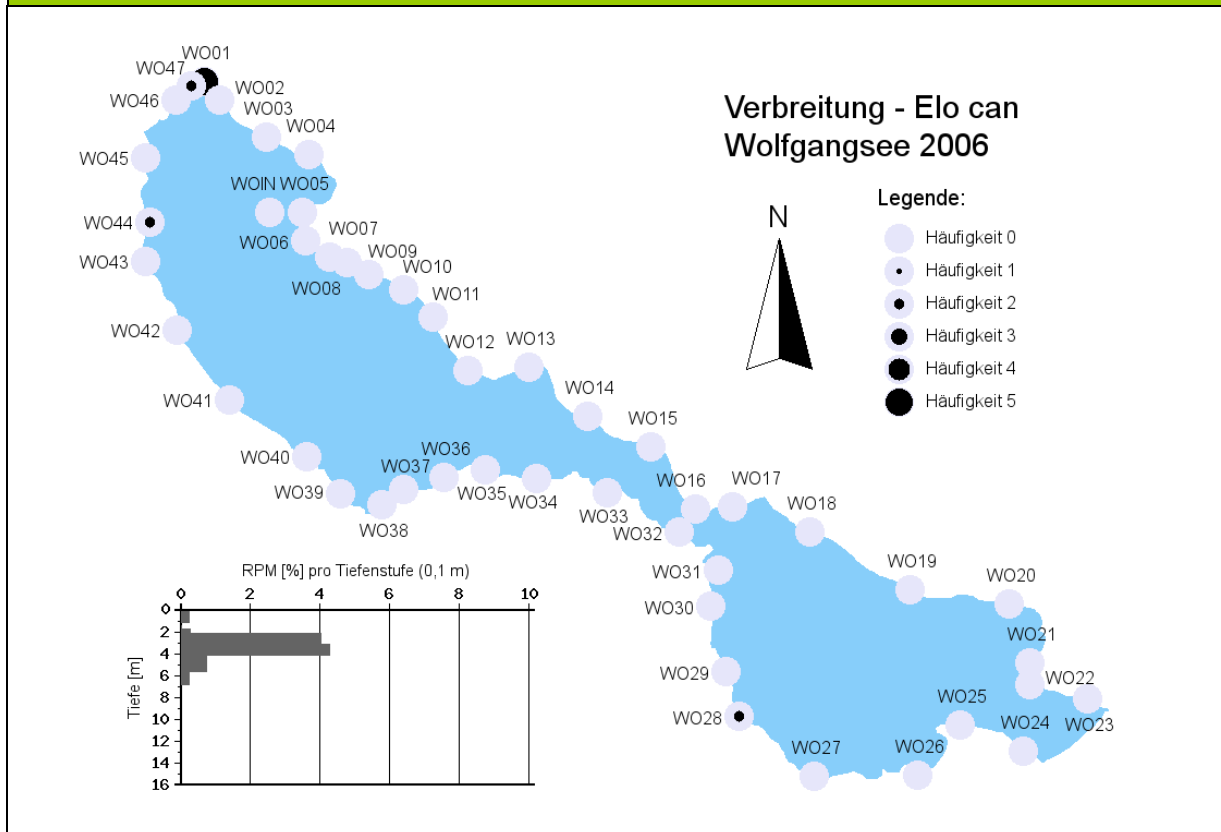 WO01
WO47
WO02
WO46
WO03
WO04
WO45
WOIN WO05
WO44
WO06
WO07
WO43
WO08
WO09
WO10
WO11
WO42
WO12
WO13
WO41
WO14
WO15
WO40
WO36
WO37
WO39
WO35
WO34
WO38
WO33
WO16
WO17
WO18
WO32
WO31
WO19
WO20
WO30
WO21
WO29
WO22
WO28
WO25
WO23
WO24
WO27
WO26
Verbreitung - Elo can
Wolfgangsee 2006
Legende:
N
Häufigkeit 0
Häufigkeit 1
Häufigkeit 2
Häufigkeit 3
Häufigkeit 4
Häufigkeit 5
RPM [%] pro Tiefenstufe (0,1 m)
0 2 4 6 8 10
0
2
4
6
8
10
12
14
16
Tiefe [m]